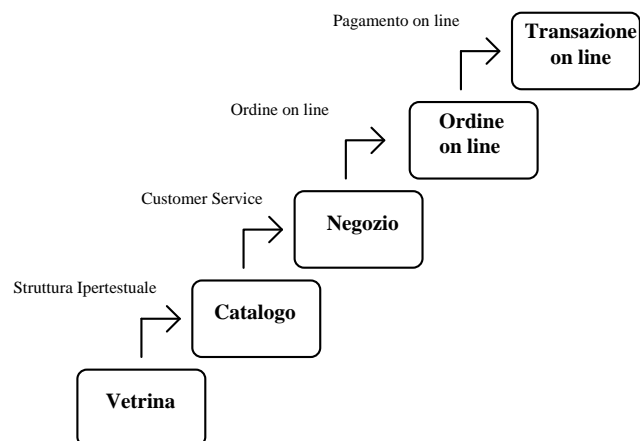 Pagamento on line
Transazione
on line
Ordine on line
Ordine
on line
Customer Service
Negozio
Struttura Ipertestuale
Catalogo
Vetrina